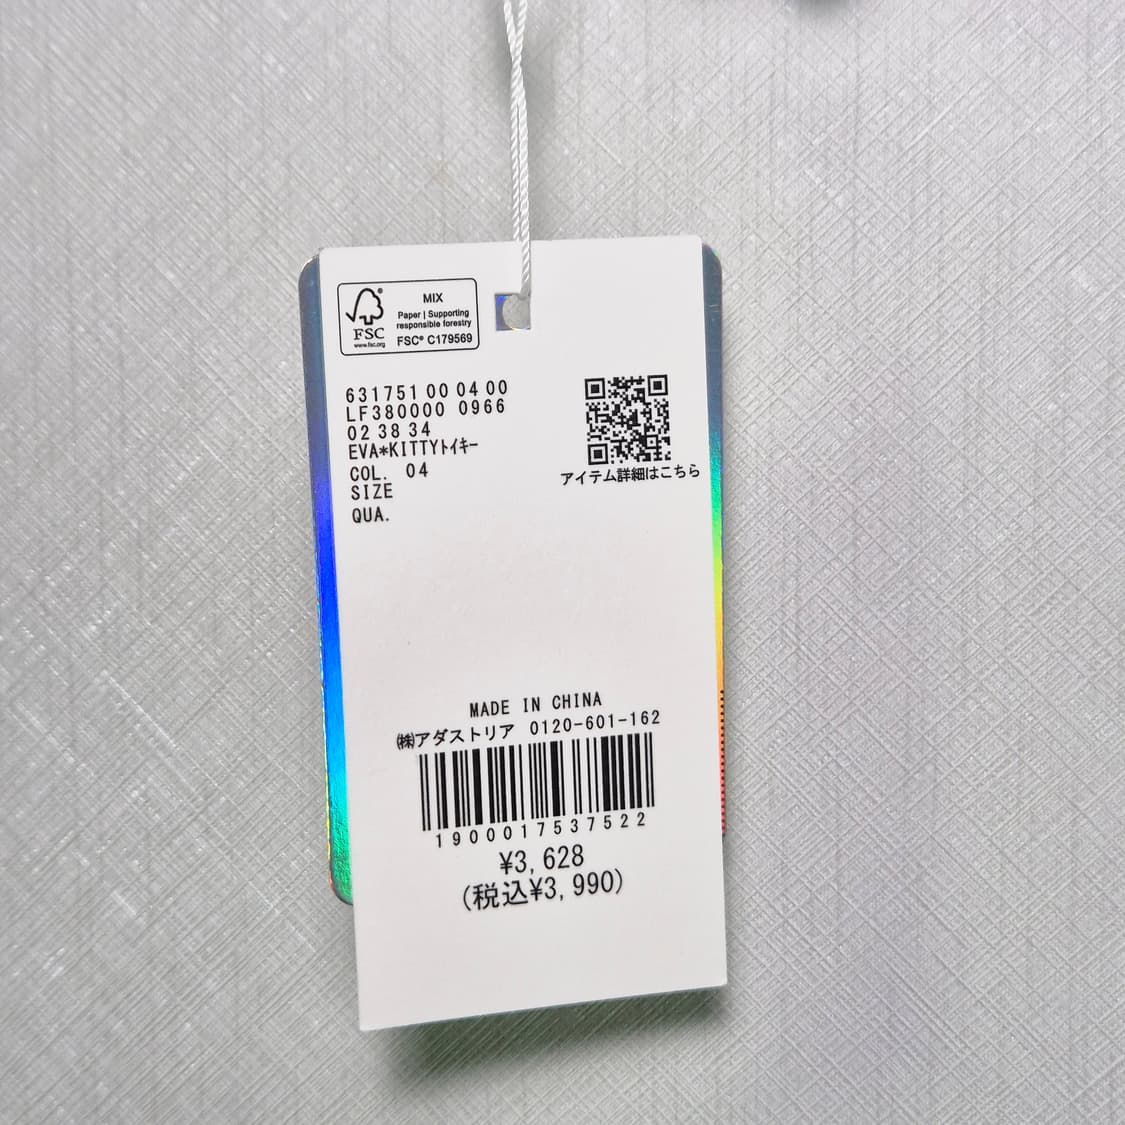 MIX
Paper | Supporting
responsible forestry
FSC® C179569
FSC
www.fsc.org
631751 00 04 00
LF380000 0966
02 38 34
EVA*KITTYﾄｲｷｰ
COL. 04
SIZE
QUA.
アイテム詳細はこちら
MADE IN CHINA
㈱アダストリア 0120-601-162
1900017537522
¥3,628
(税込¥3,990)